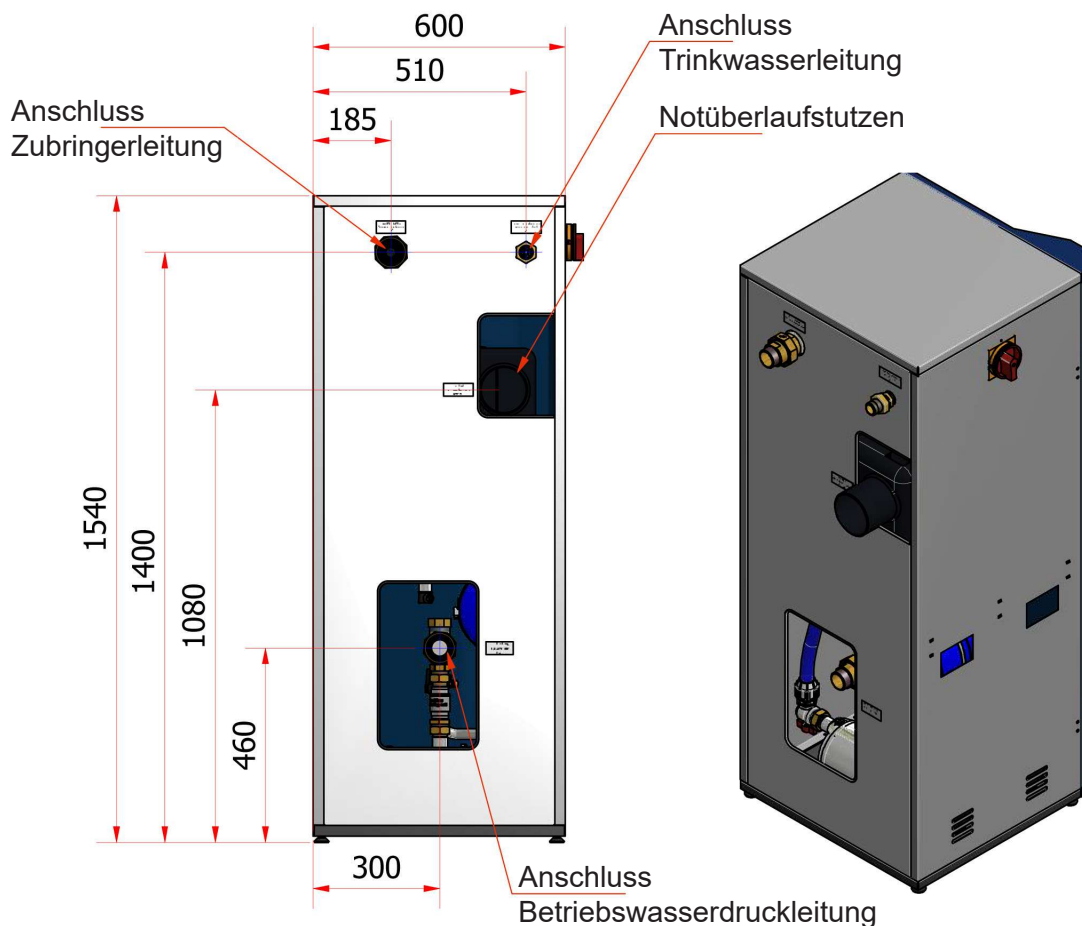 600
Anschluss
Trinkwasserleitung
510
Notüberlaufstutzen
Anschluss
Zubringerleitung
185
1540
1400
1080
460
300
Anschluss
Betriebswasserdruckleitung